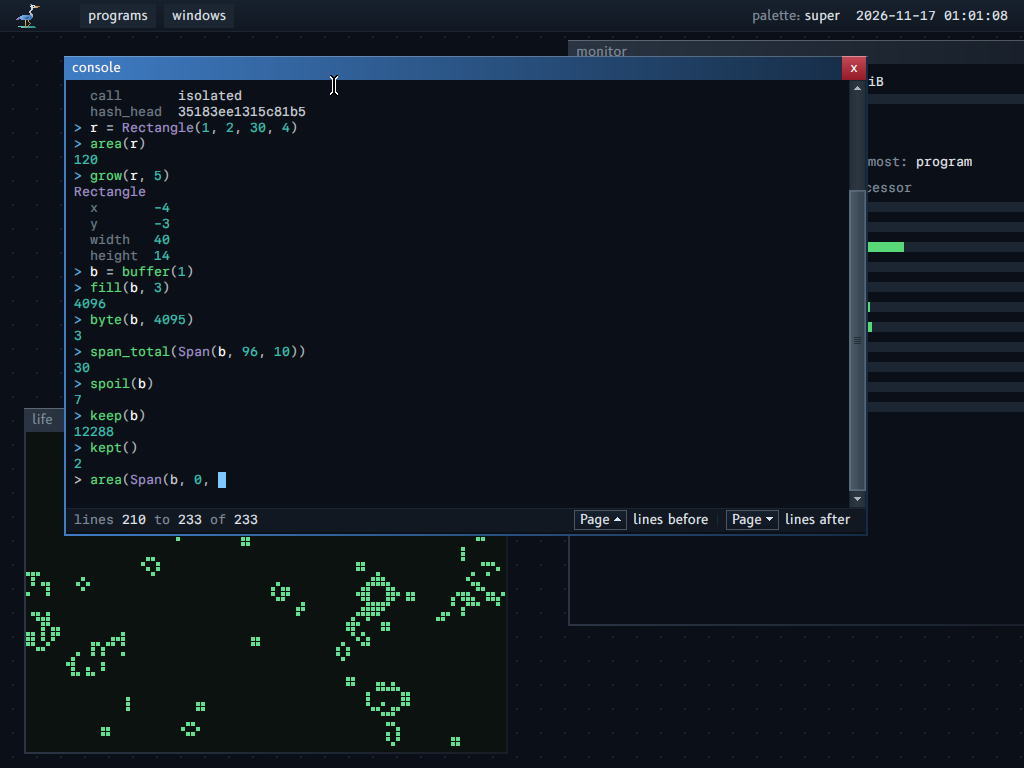 programs windows palette: super 2026-11-17 01:01:08
monitor
console x
iB
call isolated
hash_head 35183ee1315c81b5
> r = Rectangle(1, 2, 30, 4)
> area(r)
120
> grow(r, 5)
Rectangle
x -4
y -3
width 40
height 14
> b = buffer(1)
> fill(b, 3)
4096
> byte(b, 4095)
3
> span_total(Span(b, 96, 10))
30
> spoil(b)
7
> keep(b)
12288
> kept()
2
> area(Span(b, 0,
lines 210 to 233 of 233 Page lines before Page lines after
most: program
cessor
life